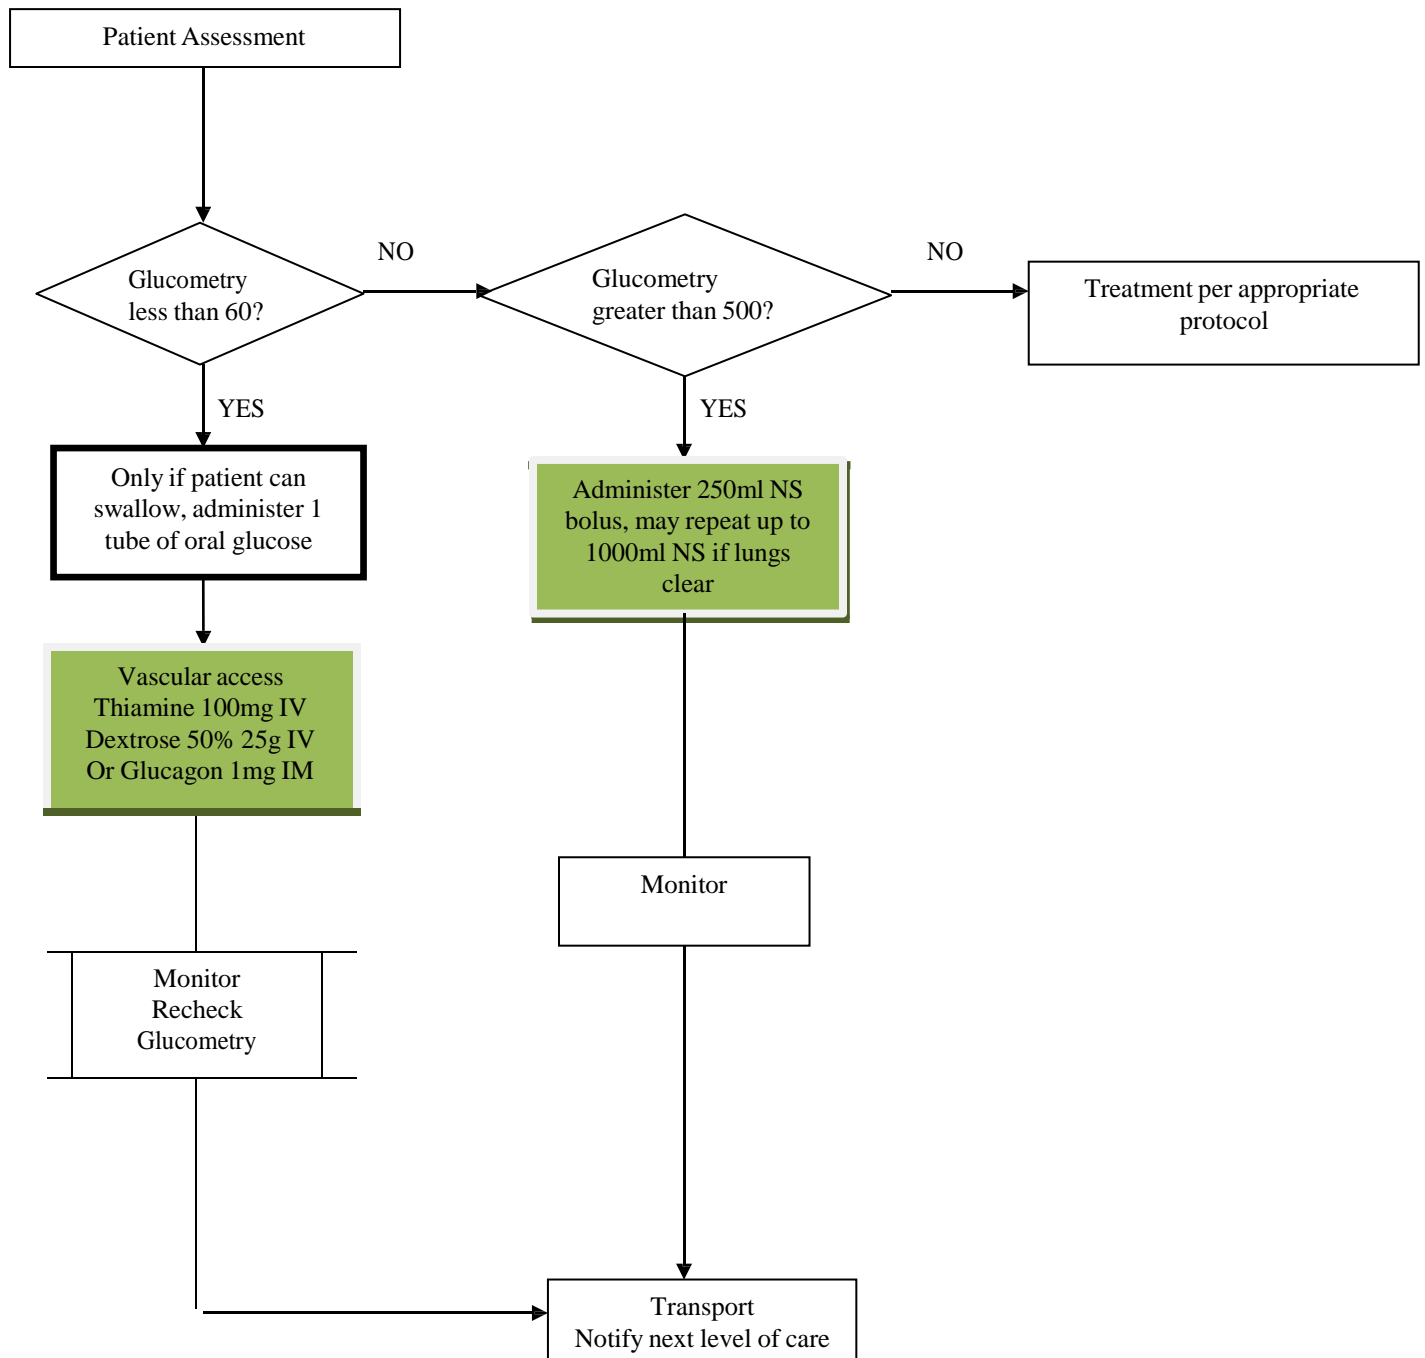 Patient Assessment
Glucometry
less than 60?
NO
Glucometry
greater than 500?
NO
Treatment per appropriate
protocol
YES
YES
Only if patient can
swallow, administer 1
tube of oral glucose
Administer 250ml NS
bolus, may repeat up to
1000ml NS if lungs
clear
Vascular access
Thiamine 100mg IV
Dextrose 50% 25g IV
Or Glucagon 1mg IM
Monitor
Monitor
Recheck
Glucometry
Transport
Notify next level of care